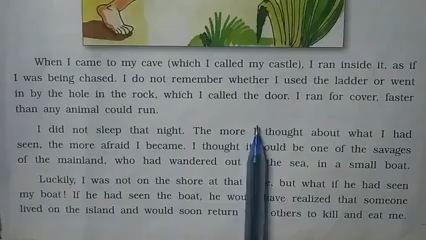 When I came to my cave (which I called my castle), I ran inside it, as if
I was being chased. I do not remember whether I used the ladder or went
in by the hole in the rock, which I called the door. I ran for cover, faster
than any animal could run.
I did not sleep that night. The more I thought about what I had
seen, the more afraid I became. I thought it could be one of the savages
of the mainland, who had wandered out the sea, in a small boat.
Luckily, I was not on the shore at that but what if he had seen
my boat! If he had seen the boat, he would have realized that someone
lived on the island and would soon return others to kill and eat me.